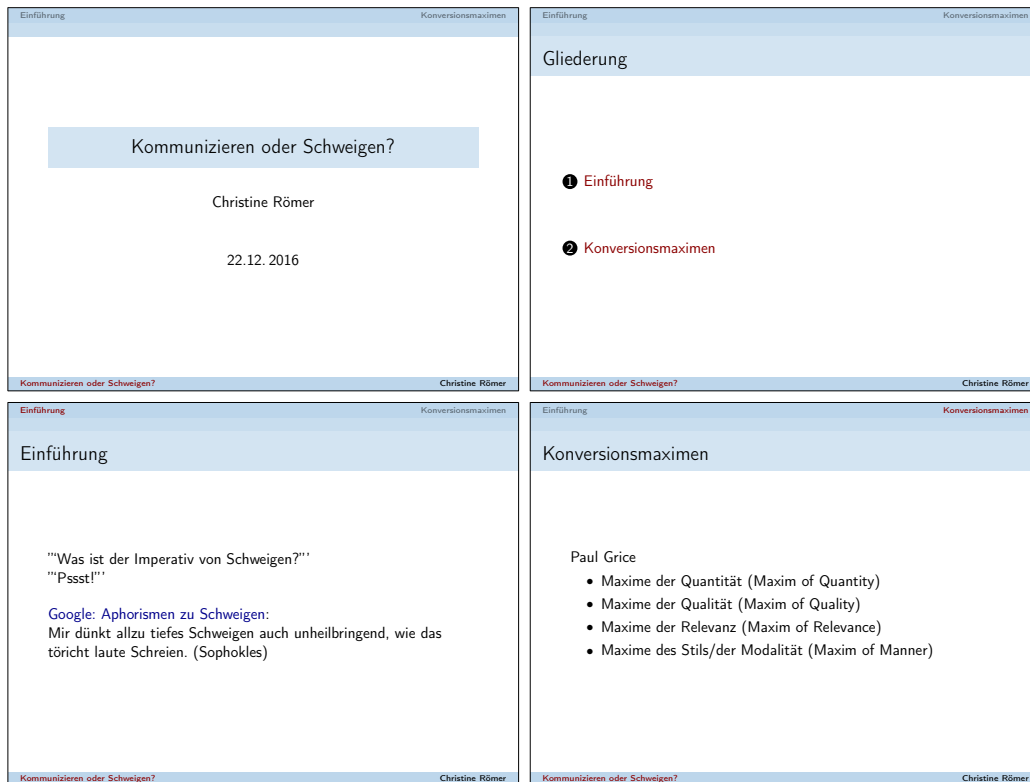 Einführung Konversionsmaximen
Kommunizieren oder Schweigen?
Christine Römer
22.12.2016
Kommunizieren oder Schweigen? Christine Römer
Einführung Konversionsmaximen
Gliederung
1 Einführung
2 Konversionsmaximen
Kommunizieren oder Schweigen? Christine Römer
Einführung Konversionsmaximen
Einführung
"‘Was ist der Imperativ von Schweigen?"’
"‘Pssst!"’
Google: Aphorismen zu Schweigen:
Mir dünkt allzu tiefes Schweigen auch unheilbringend, wie das
töricht laute Schreien. (Sophokles)
Kommunizieren oder Schweigen? Christine Römer
Einführung Konversionsmaximen
Konversionsmaximen
Paul Grice
• Maxime der Quantität (Maxim of Quantity)
• Maxime der Qualität (Maxim of Quality)
• Maxime der Relevanz (Maxim of Relevance)
• Maxime des Stils/der Modalität (Maxim of Manner)
Kommunizieren oder Schweigen? Christine Römer